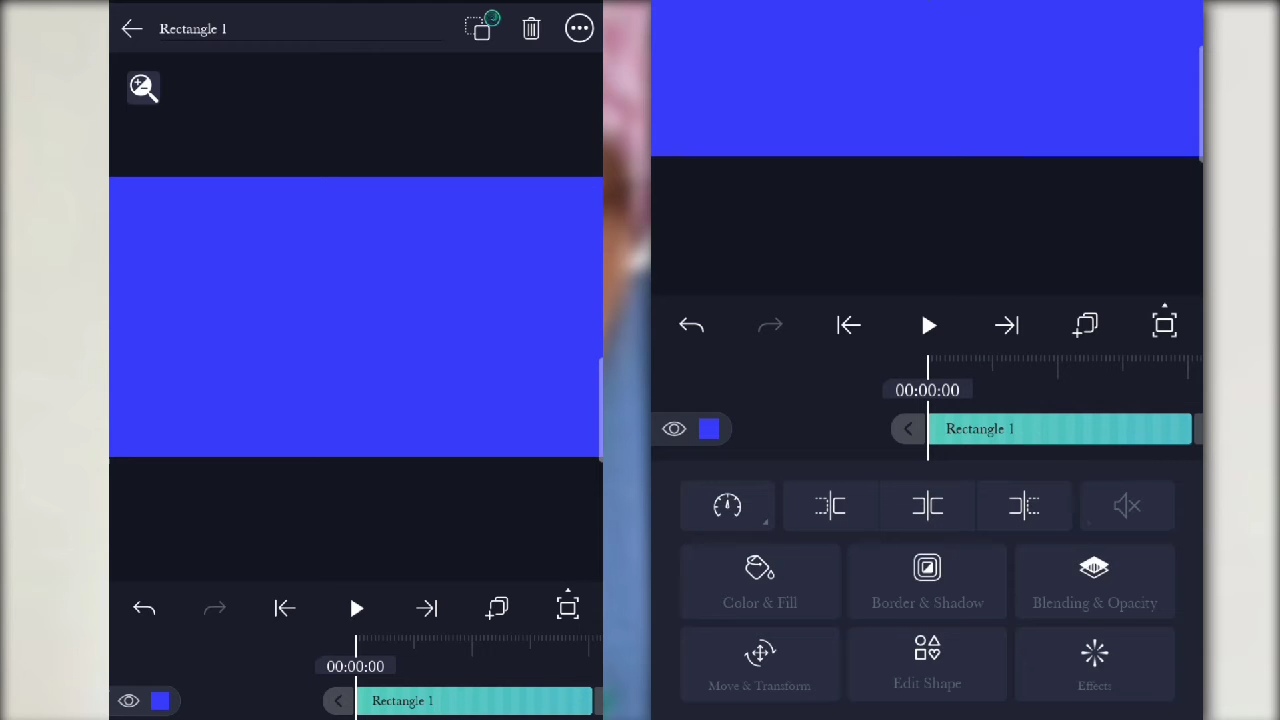 Rectangle 1
00:00:00
Rectangle 1
00:00:00
Rectangle 1
Color & Fill
Border & Shadow
Blending & Opacity
Move & Transform
Edit Shape
Effects